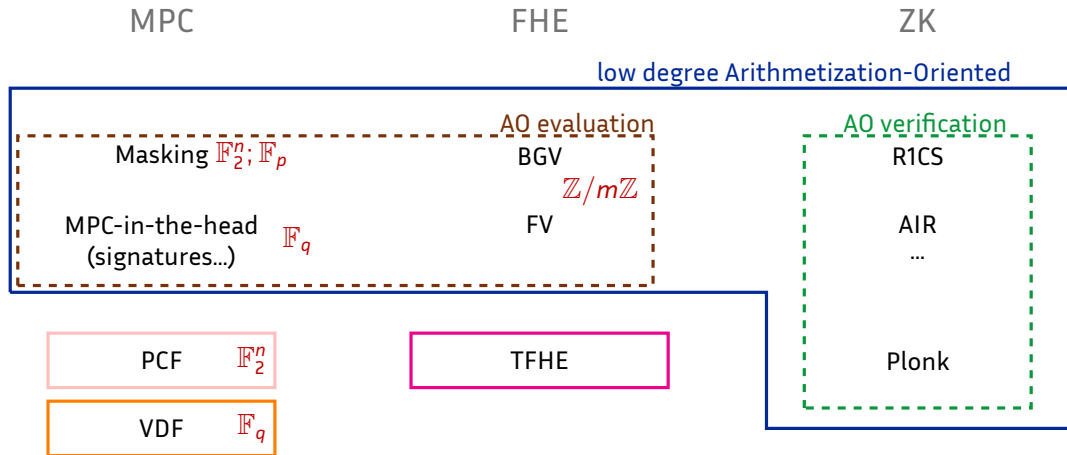 MPC FHE ZK
low degree Arithmetization-Oriented
AO evaluation AO verification
Masking 𝔽₂ⁿ; 𝔽ₚ BGV R1CS
ℤ/mℤ
MPC-in-the-head 𝔽_q FV AIR
(signatures...) ...
PCF 𝔽₂ⁿ TFHE Plonk
VDF 𝔽_q